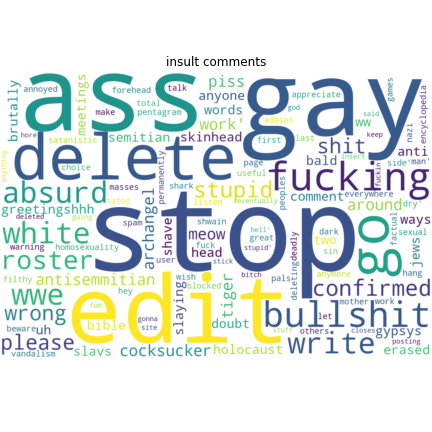 insult comments
ass
gay
stop
delete
edit
fucking
go
bullshit
absurd
white
roster
wwe
wrong
please
stupid
shit
write
confirmed
around
antisemmitian
cocksucker
holocaust
greetingshhh
brutally
meetings
semitian
skinhead
work'
words
anyone
piss
archangel
shave
meow
head
slaying
tiger
doubt
bible
slavs
uh
gypsys
erased
ways
two
comment
bald
ant
ww
jews
hang
deadly
deleting
peoples
everywhere
encyclopedia
nazi
annoyed
forehead
talk
make
total
pentagram
god
admins
first
last
appreciate
games
said
keep
insert
side
'man'
fuckin
factual
sexual
dry'
useful
page
listen
eventually
shark
permanently
masses
tatoo
choice
satanistic
hore
anything
deleted
going
warning
homosexuality
spam
user
fuck
stick
shwain
great
hell'
stupid'
dark
sin
anymore
mother
work
let
others
closes
posting
stuff
pals
bitch
wish
blocked
site
gonna
fun
hey
filthy
beware
vandalism